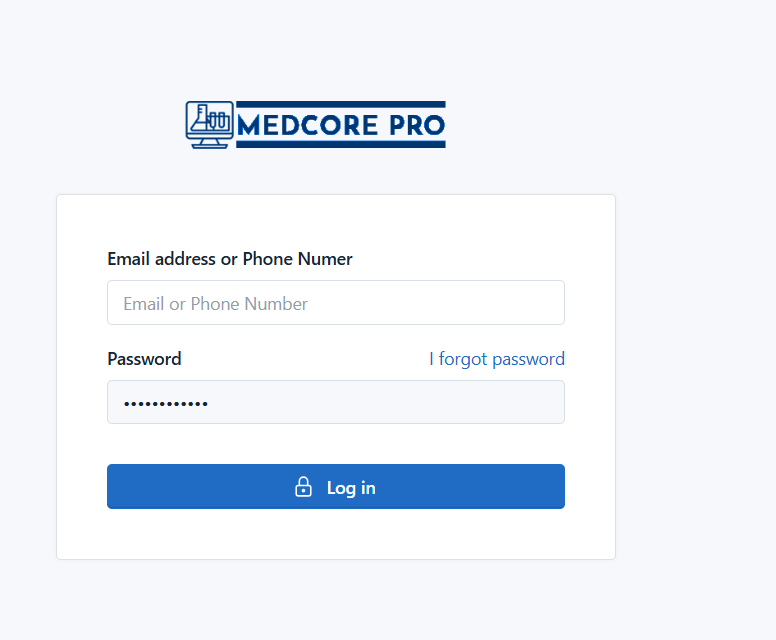 MEDCORE PRO
Email address or Phone Numer
Email or Phone Number
Password I forgot password
••••••••••••
Log in